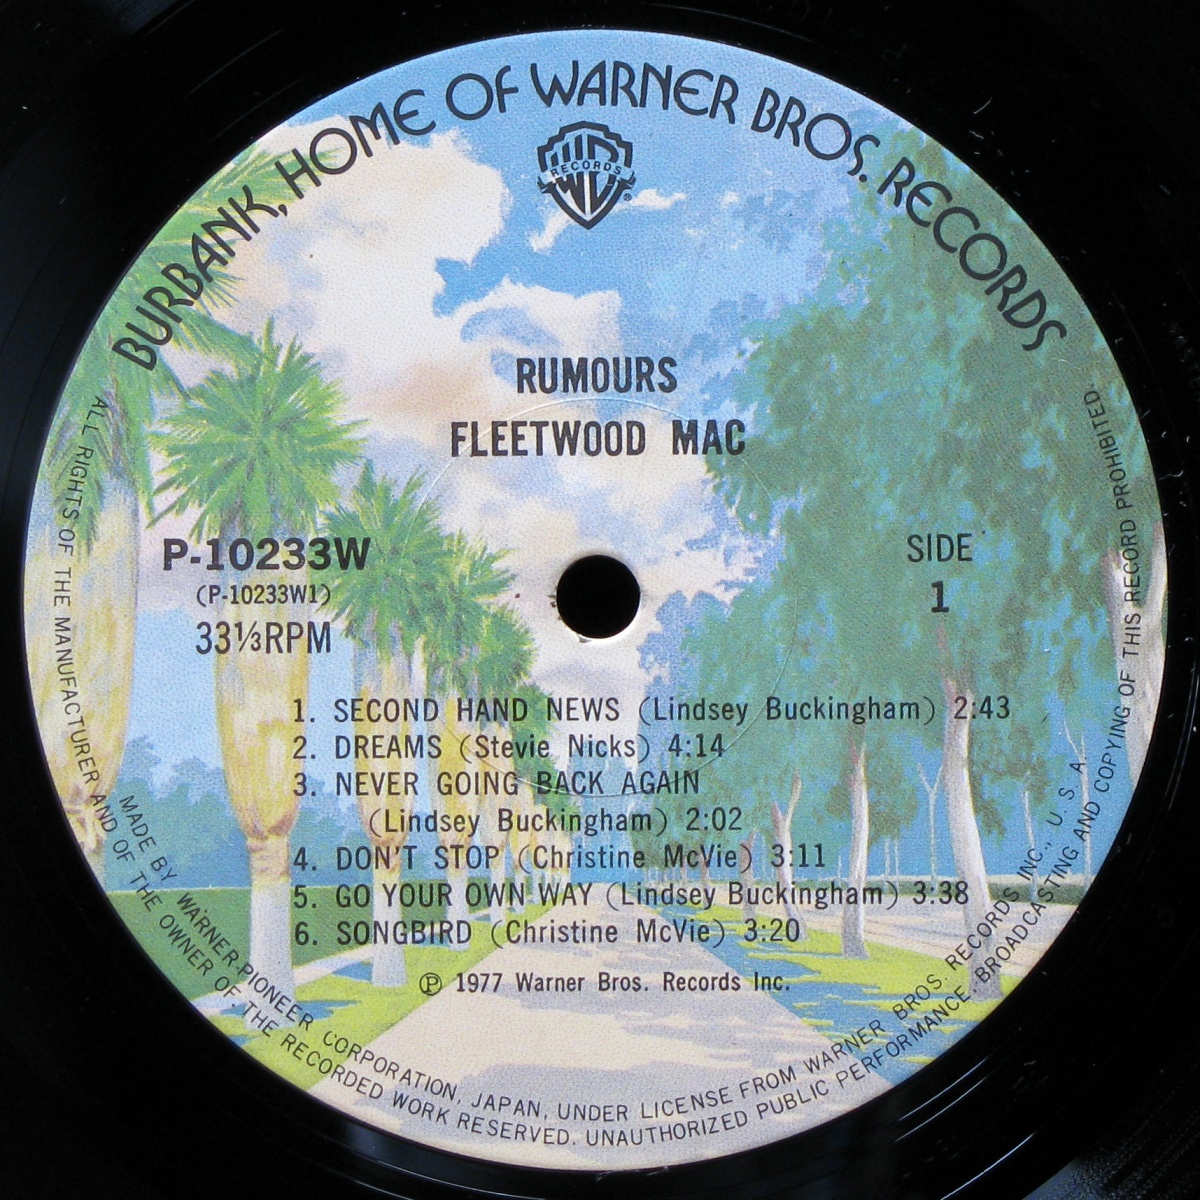 BURBANK, HOME OF WARNER BROS. RECORDS
RECORDS
®
RUMOURS
FLEETWOOD MAC
P-10233W
(P-10233W1)
33⅓RPM
SIDE
1
1. SECOND HAND NEWS (Lindsey Buckingham) 2:43
2. DREAMS (Stevie Nicks) 4:14
3. NEVER GOING BACK AGAIN
(Lindsey Buckingham) 2:02
4. DON'T STOP (Christine McVie) 3:11
5. GO YOUR OWN WAY (Lindsey Buckingham) 3:38
6. SONGBIRD (Christine McVie) 3:20
℗ 1977 Warner Bros. Records Inc.
MADE BY WARNER-PIONEER CORPORATION, JAPAN, UNDER LICENSE FROM WARNER BROS. RECORDS INC., U. S. A.
ALL RIGHTS OF THE MANUFACTURER AND OF THE OWNER OF THE RECORDED WORK RESERVED. UNAUTHORIZED PUBLIC PERFORMANCE, BROADCASTING AND COPYING OF THIS RECORD PROHIBITED.